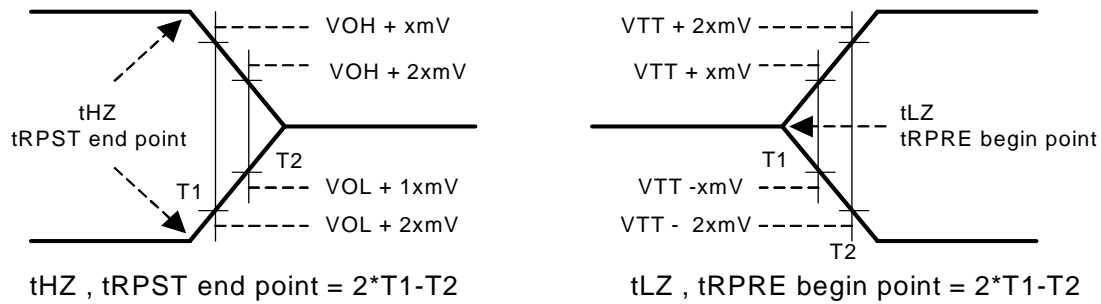 VOH + xmV
VOH + 2xmV
tHZ
tRPST end point
T1
T2
VOL + 1xmV
VOL + 2xmV
tHZ , tRPST end point = 2*T1-T2
VTT + 2xmV
VTT + xmV
tLZ
tRPRE begin point
T1
VTT -xmV
VTT - 2xmV
T2
tLZ , tRPRE begin point = 2*T1-T2